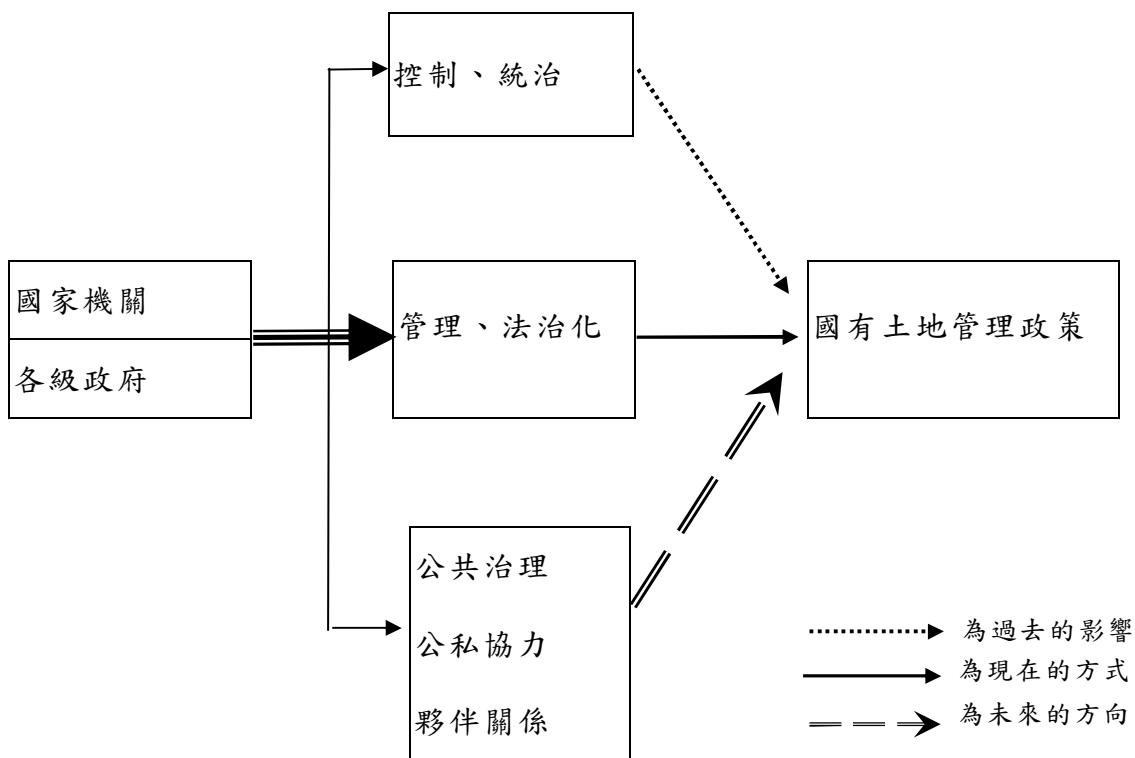 控制、統治
國家機關
各級政府
管理、法治化
國有土地管理政策
公共治理
公私協力
夥伴關係
為過去的影響
為現在的方式
為未來的方向